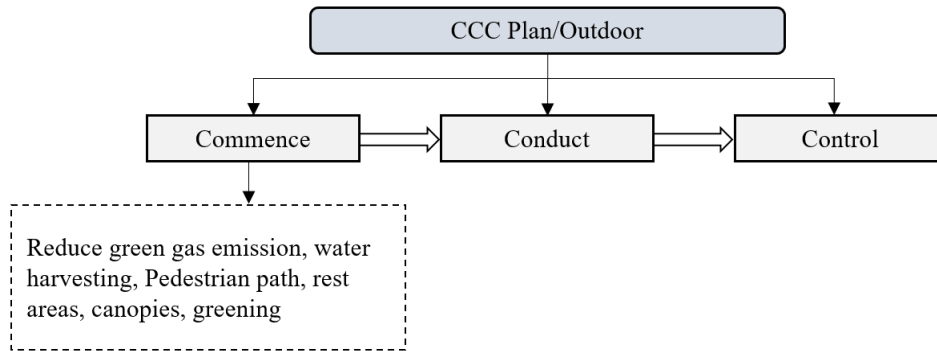 CCC Plan/Outdoor
Commence
Conduct
Control
Reduce green gas emission, water
harvesting, Pedestrian path, rest
areas, canopies, greening